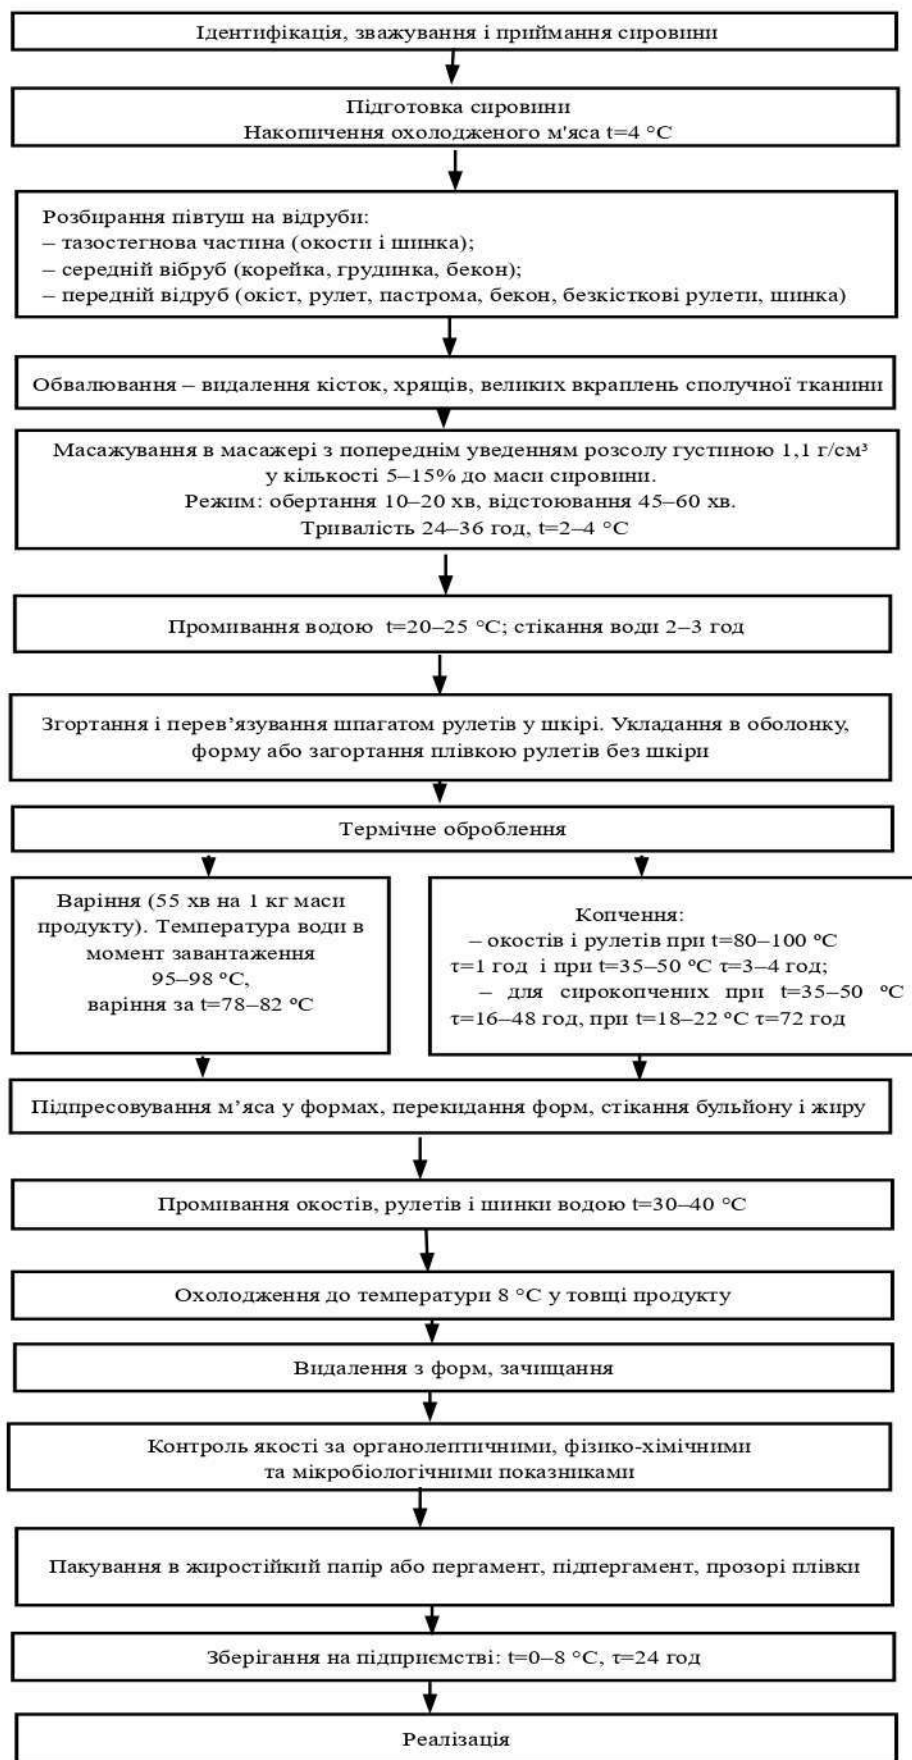 Ідентифікація, зважування і приймання сировини
Підготовка сировини
Накопичення охолодженого м'яса t=4 °C
Розбирання півтуш на відруби:
– тазостегнова частина (окости і шинка);
– середній вібруб (корейка, грудинка, бекон);
– передній відруб (окіст, рулет, пастрома, бекон, безкісткові рулети, шинка)
Обвалювання – видалення кісток, хрящів, великих вкраплень сполучної тканини
Масажування в масажері з попереднім уведенням розсолу густиною 1,1 г/см³
у кількості 5–15% до маси сировини.
Режим: обертання 10–20 хв, відстоювання 45–60 хв.
Тривалість 24–36 год, t=2–4 °C
Промивання водою t=20–25 °C; стікання води 2–3 год
Згортання і перев’язування шпагатом рулетів у шкірі. Укладання в оболонку,
форму або загортання плівкою рулетів без шкіри
Термічне оброблення
Варіння (55 хв на 1 кг маси
продукту). Температура води в
момент завантаження
95–98 ºC,
варіння за t=78–82 ºC
Копчення:
– окостів і рулетів при t=80–100 ºC
τ=1 год і при t=35–50 ºC τ=3–4 год;
– для сирокопчених при t=35–50 ºC
τ=16–48 год, при t=18–22 ºC τ=72 год
Підпресовування м’яса у формах, перекидання форм, стікання бульйону і жиру
Промивання окостів, рулетів і шинки водою t=30–40 °C
Охолодження до температури 8 °C у товщі продукту
Видалення з форм, зачищання
Контроль якості за органолептичними, фізико-хімічними
та мікробіологічними показниками
Пакування в жиростійкий папір або пергамент, підпергамент, прозорі плівки
Зберігання на підприємстві: t=0–8 °C, τ=24 год
Реалізація